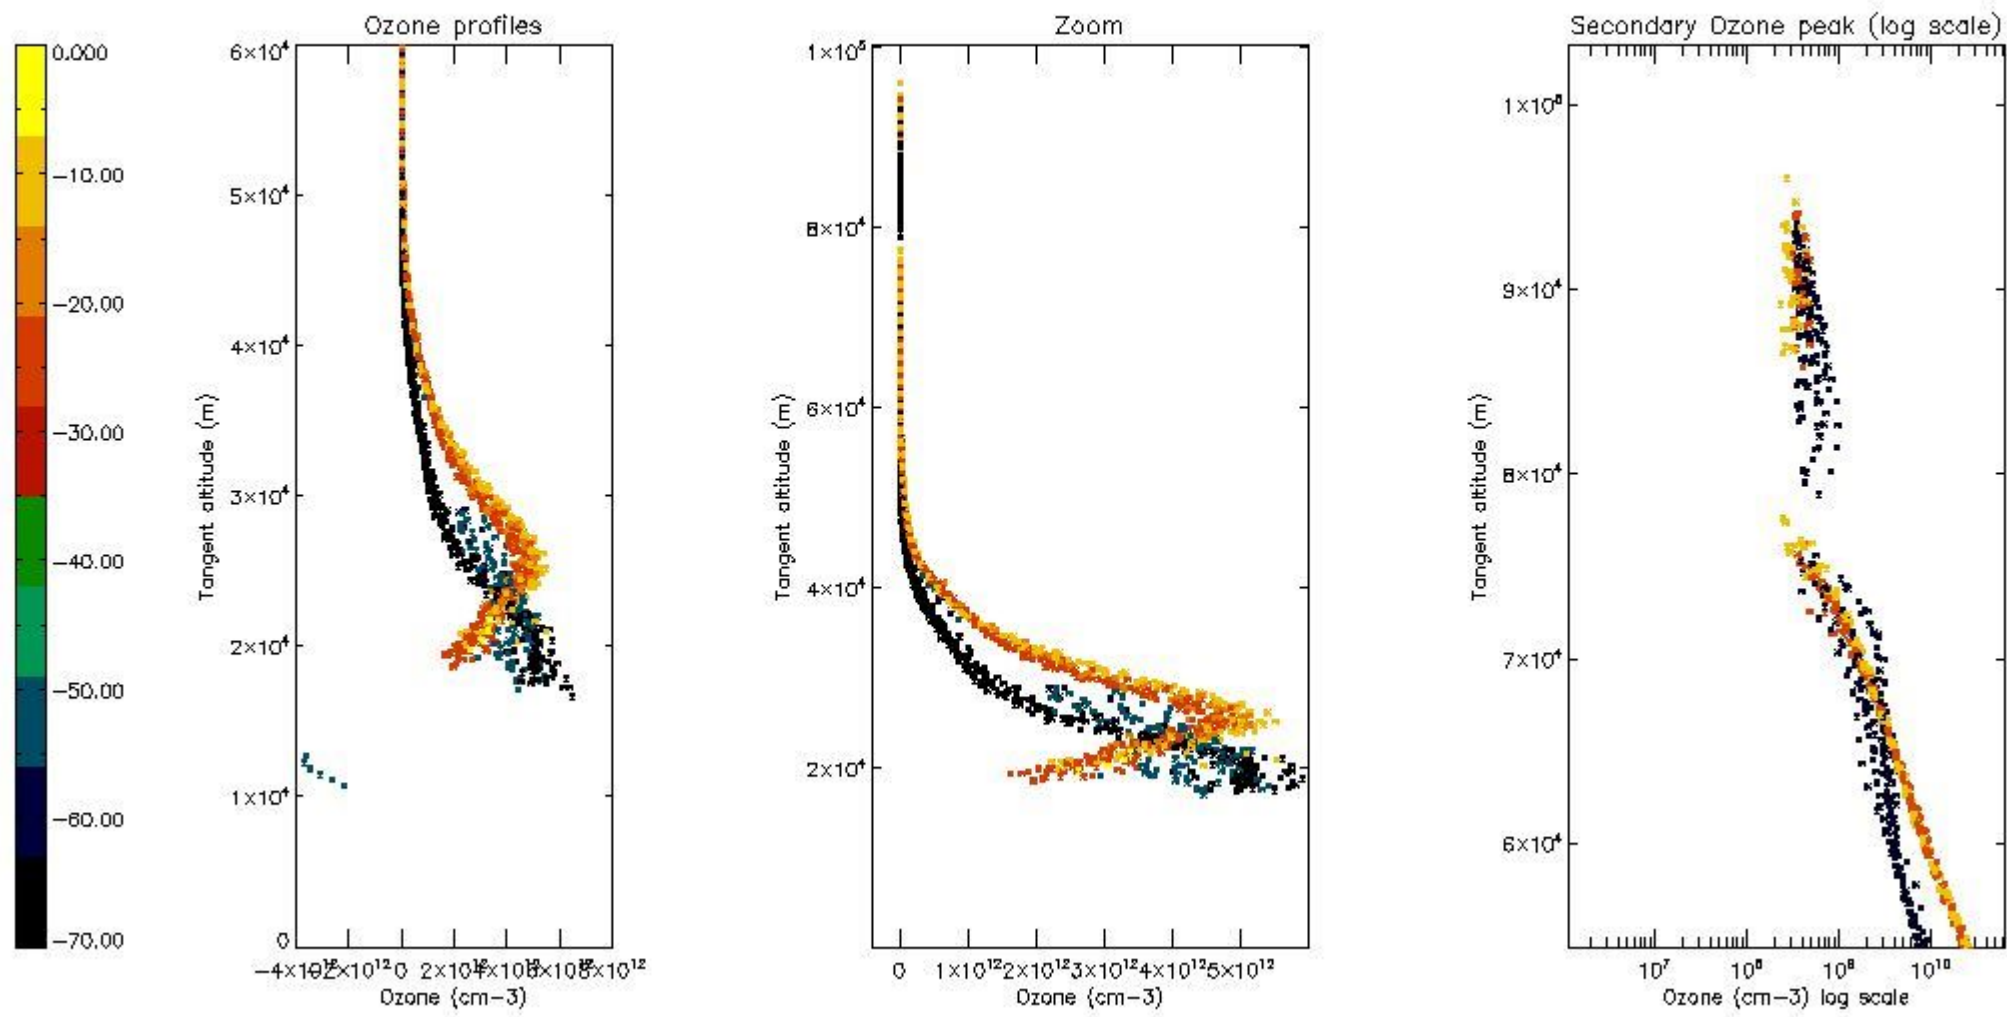 Ozone profiles
Zoom
Secondary Ozone peak (log scale)
0.000
-10.00
-20.00
-30.00
-40.00
-50.00
-60.00
-70.00
6×10⁴
5×10⁴
4×10⁴
3×10⁴
2×10⁴
1×10⁴
0
Tangent altitude (m)
0
Ozone (cm-3)
1×10⁵
8×10⁴
6×10⁴
4×10⁴
2×10⁴
Tangent altitude (m)
0 1×10¹² 2×10¹² 3×10¹² 4×10¹² 5×10¹²
Ozone (cm-3)
9×10⁴
8×10⁴
7×10⁴
6×10⁴
Tangent altitude (m)
10⁷ 10⁹ 10¹⁰
Ozone (cm-3) log scale